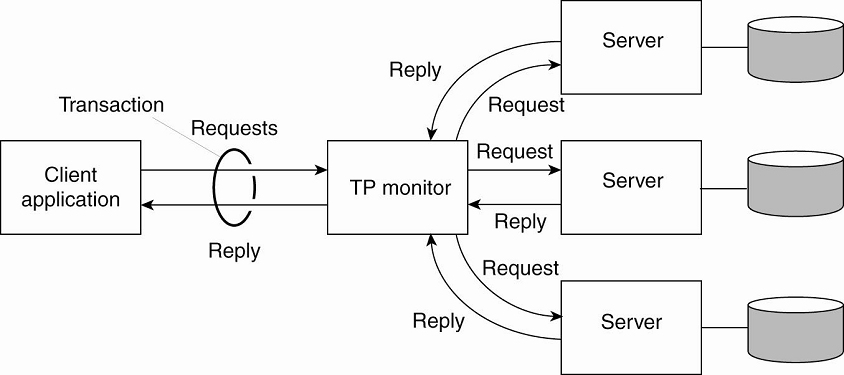 Server
Reply
Request
Transaction
Requests
Client
application
TP monitor
Request
Server
Reply
Reply
Request
Reply
Server